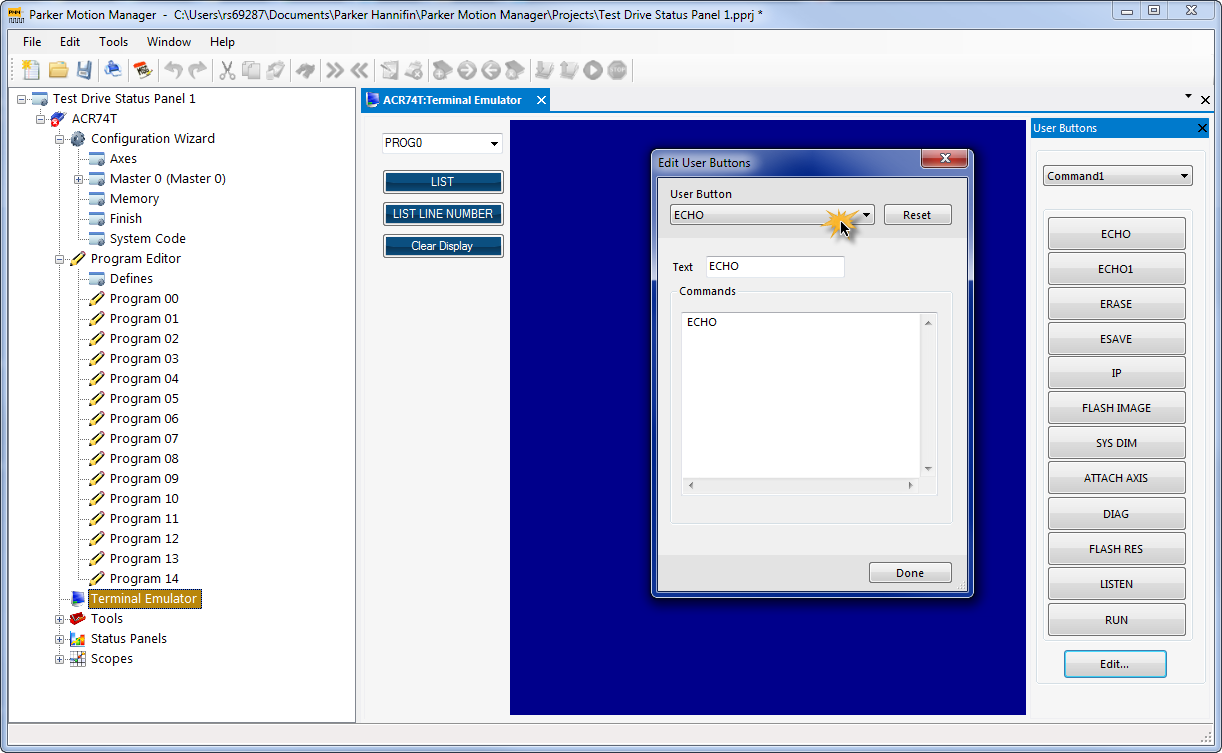 Parker Motion Manager - C:\Users\rs69287\Documents\Parker Hannifin\Parker Motion Manager\Projects\Test Drive Status Panel 1.pprj *
File Edit Tools Window Help
Test Drive Status Panel 1
ACR74T
Configuration Wizard
Axes
Master 0 (Master 0)
Memory
Finish
System Code
Program Editor
Defines
Program 00
Program 01
Program 02
Program 03
Program 04
Program 05
Program 06
Program 07
Program 08
Program 09
Program 10
Program 11
Program 12
Program 13
Program 14
Terminal Emulator
Tools
Status Panels
Scopes
ACR74T:Terminal Emulator
PROG0
LIST
LIST LINE NUMBER
Clear Display
Edit User Buttons
User Button
ECHO
Reset
Text ECHO
Commands
ECHO
Done
User Buttons
Command1
ECHO
ECHO1
ERASE
ESAVE
IP
FLASH IMAGE
SYS DIM
ATTACH AXIS
DIAG
FLASH RES
LISTEN
RUN
Edit...